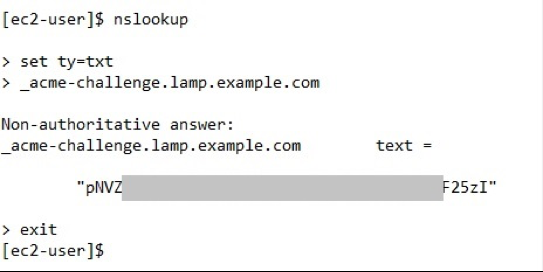 [ec2-user]$ nslookup
> set ty=txt
> _acme-challenge.lamp.example.com
Non-authoritative answer:
_acme-challenge.lamp.example.com text =
"pNVZ F25zI"
> exit
[ec2-user]$